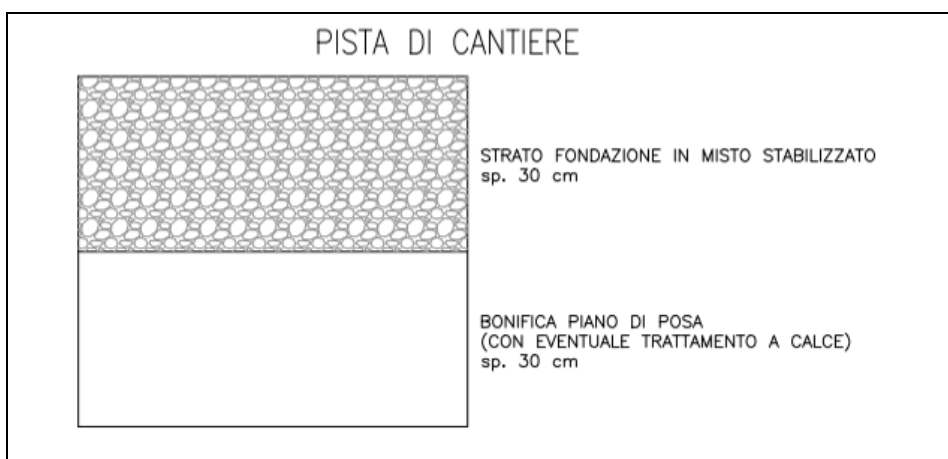 PISTA DI CANTIERE
STRATO FONDAZIONE IN MISTO STABILIZZATO
sp. 30 cm
BONIFICA PIANO DI POSA
(CON EVENTUALE TRATTAMENTO A CALCE)
sp. 30 cm